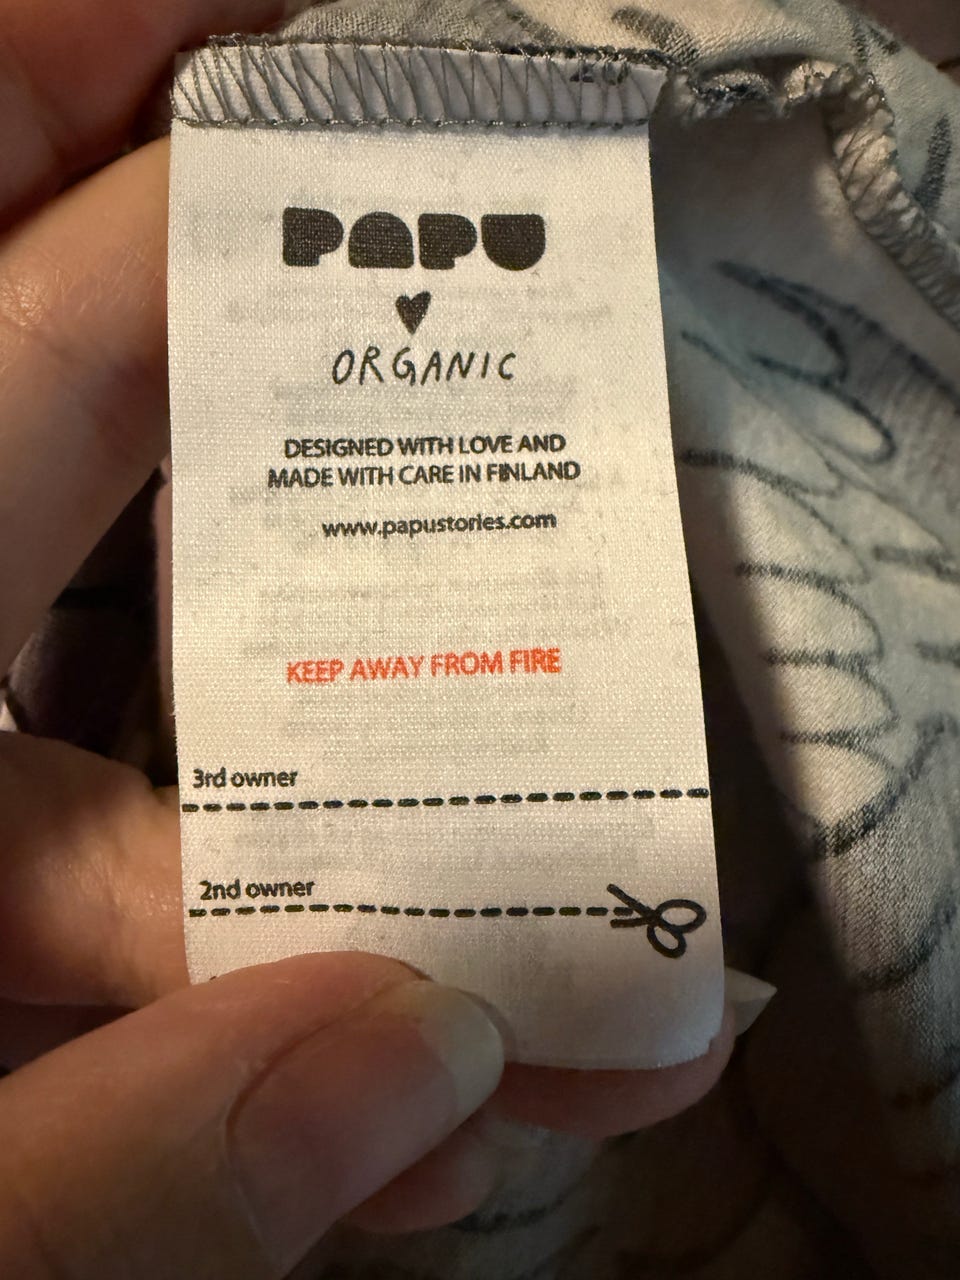 PAPU
ORGANIC
DESIGNED WITH LOVE AND
MADE WITH CARE IN FINLAND
www.papustories.com
KEEP AWAY FROM FIRE
3rd owner
2nd owner